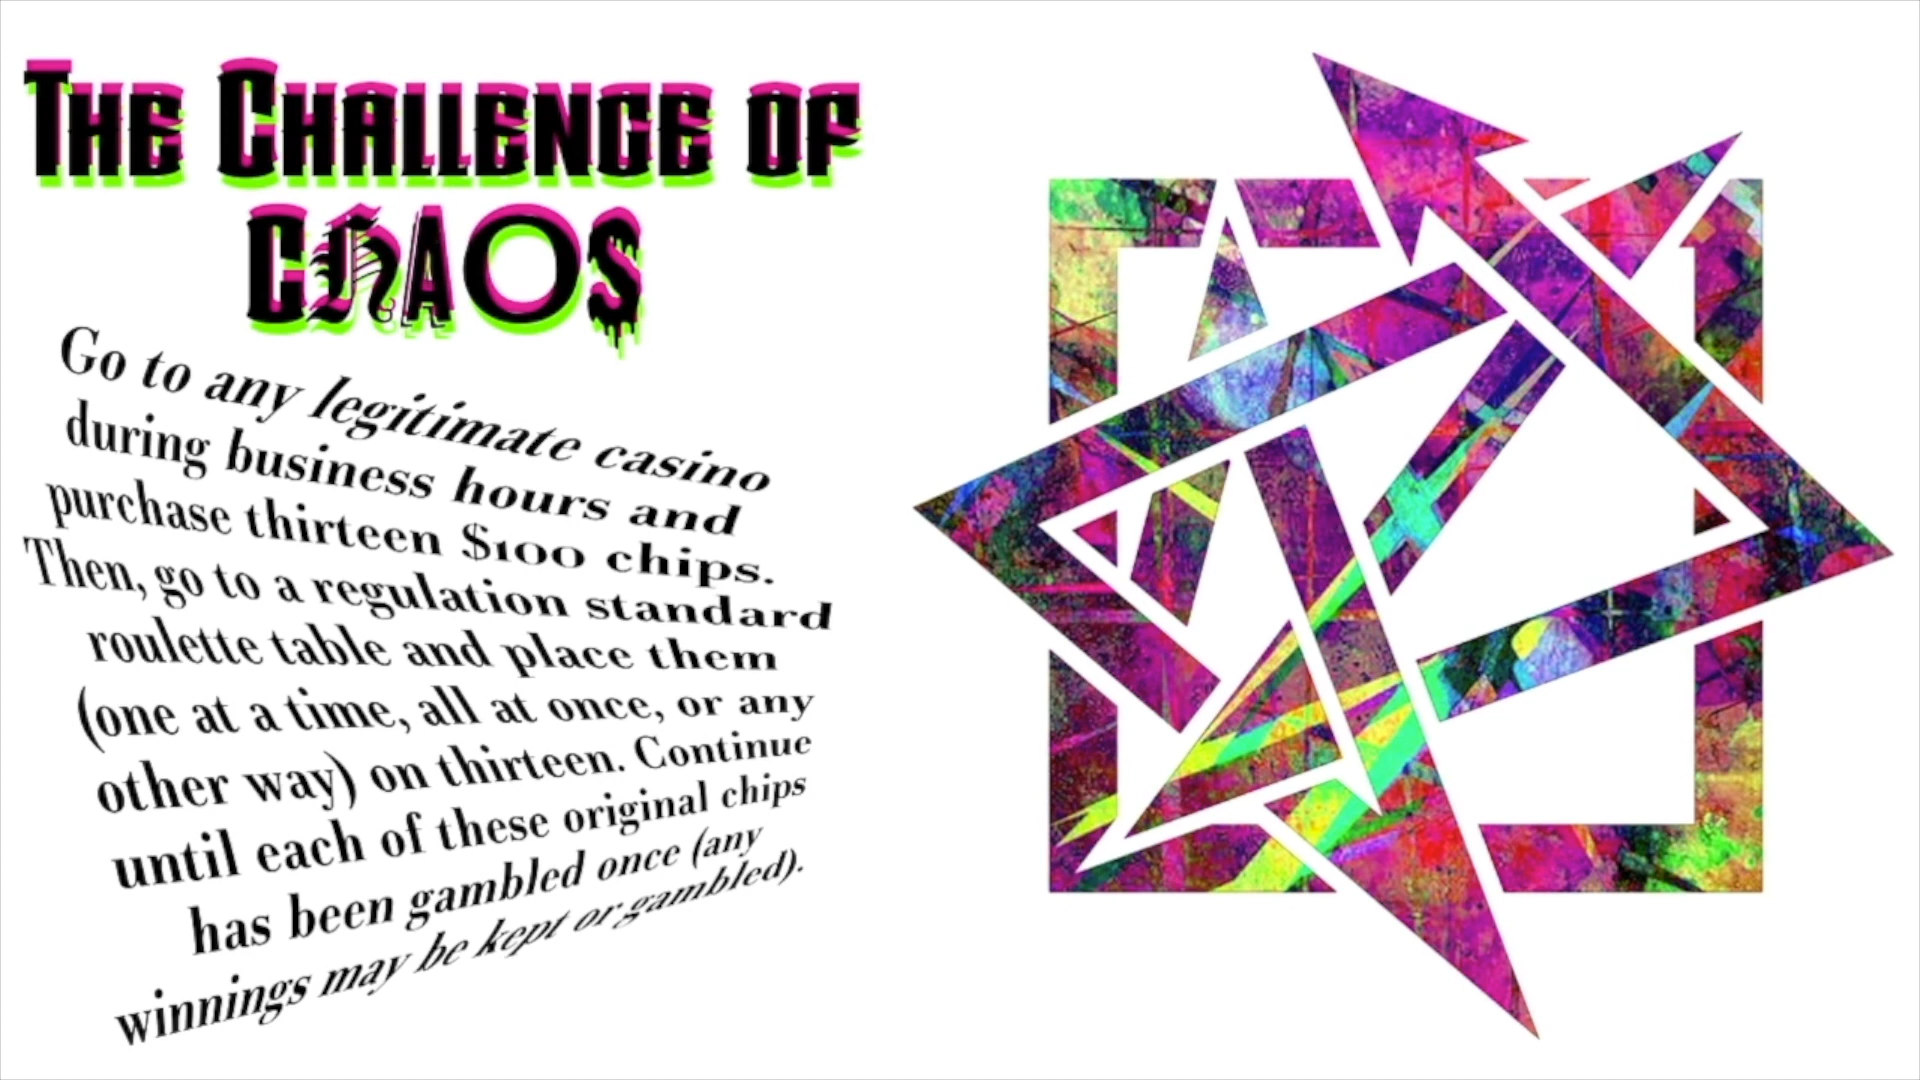 The Challenge of
Chaos
Go to any legitimate casino
during business hours and
purchase thirteen $100 chips.
Then, go to a regulation standard
roulette table and place them
(one at a time, all at once, or any
other way) on thirteen. Continue
until each of these original chips
has been gambled once (any
winnings may be kept or gambled).